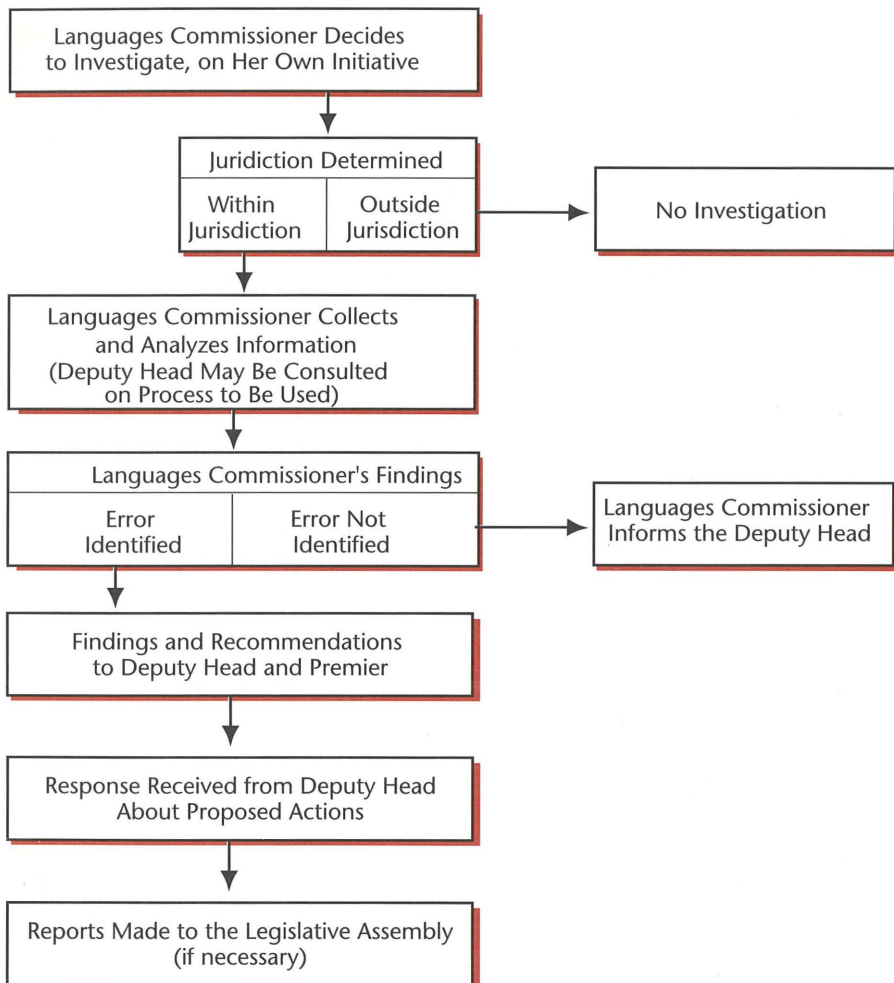 Languages Commissioner Decides
to Investigate, on Her Own Initiative
Juridiction Determined
Within
Jurisdiction
Outside
Jurisdiction
No Investigation
Languages Commissioner Collects
and Analyzes Information
(Deputy Head May Be Consulted
on Process to Be Used)
Languages Commissioner's Findings
Error
Identified
Error Not
Identified
Languages Commissioner
Informs the Deputy Head
Findings and Recommendations
to Deputy Head and Premier
Response Received from Deputy Head
About Proposed Actions
Reports Made to the Legislative Assembly
(if necessary)